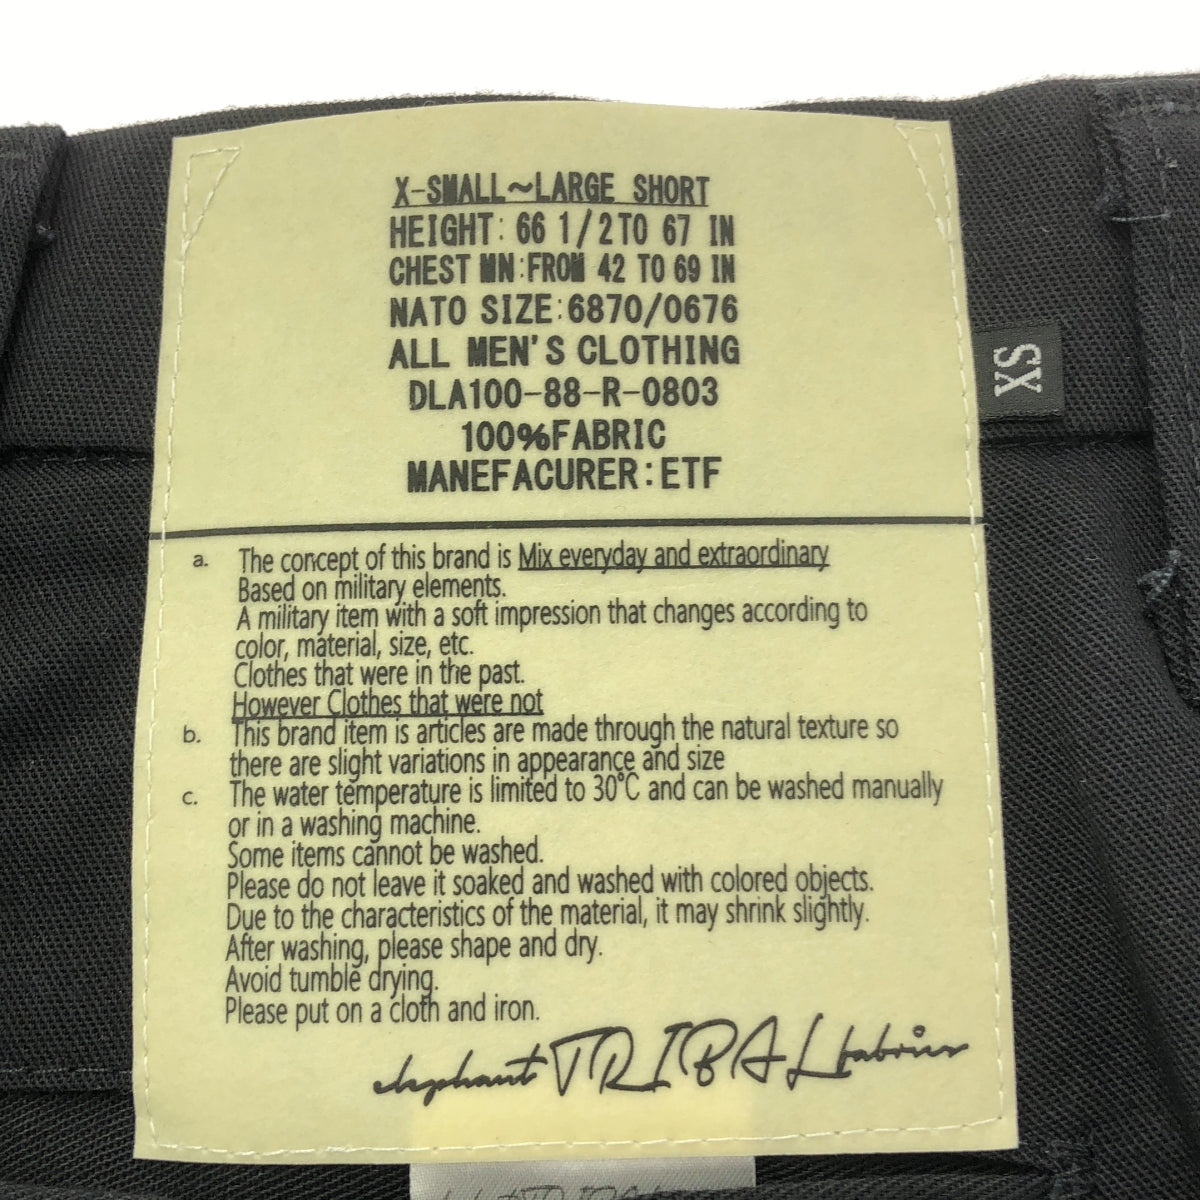 X-SMALL~LARGE SHORT
HEIGHT: 66 1/2 TO 67 IN
CHEST MN:FROM 42 TO 69 IN
NATO SIZE:6870/0676
ALL MEN'S CLOTHING
DLA100-88-R-0803
100%FABRIC
MANEFACURER:ETF
XS
a. The concept of this brand is Mix everyday and extraordinary
Based on military elements.
A military item with a soft impression that changes according to
color, material, size, etc.
Clothes that were in the past.
However Clothes that were not
b. This brand item is articles are made through the natural texture so
there are slight variations in appearance and size
c. The water temperature is limited to 30°C and can be washed manually
or in a washing machine.
Some items cannot be washed.
Please do not leave it soaked and washed with colored objects.
Due to the characteristics of the material, it may shrink slightly.
After washing, please shape and dry.
Avoid tumble drying.
Please put on a cloth and iron.
elephant TRIBAL fabrics